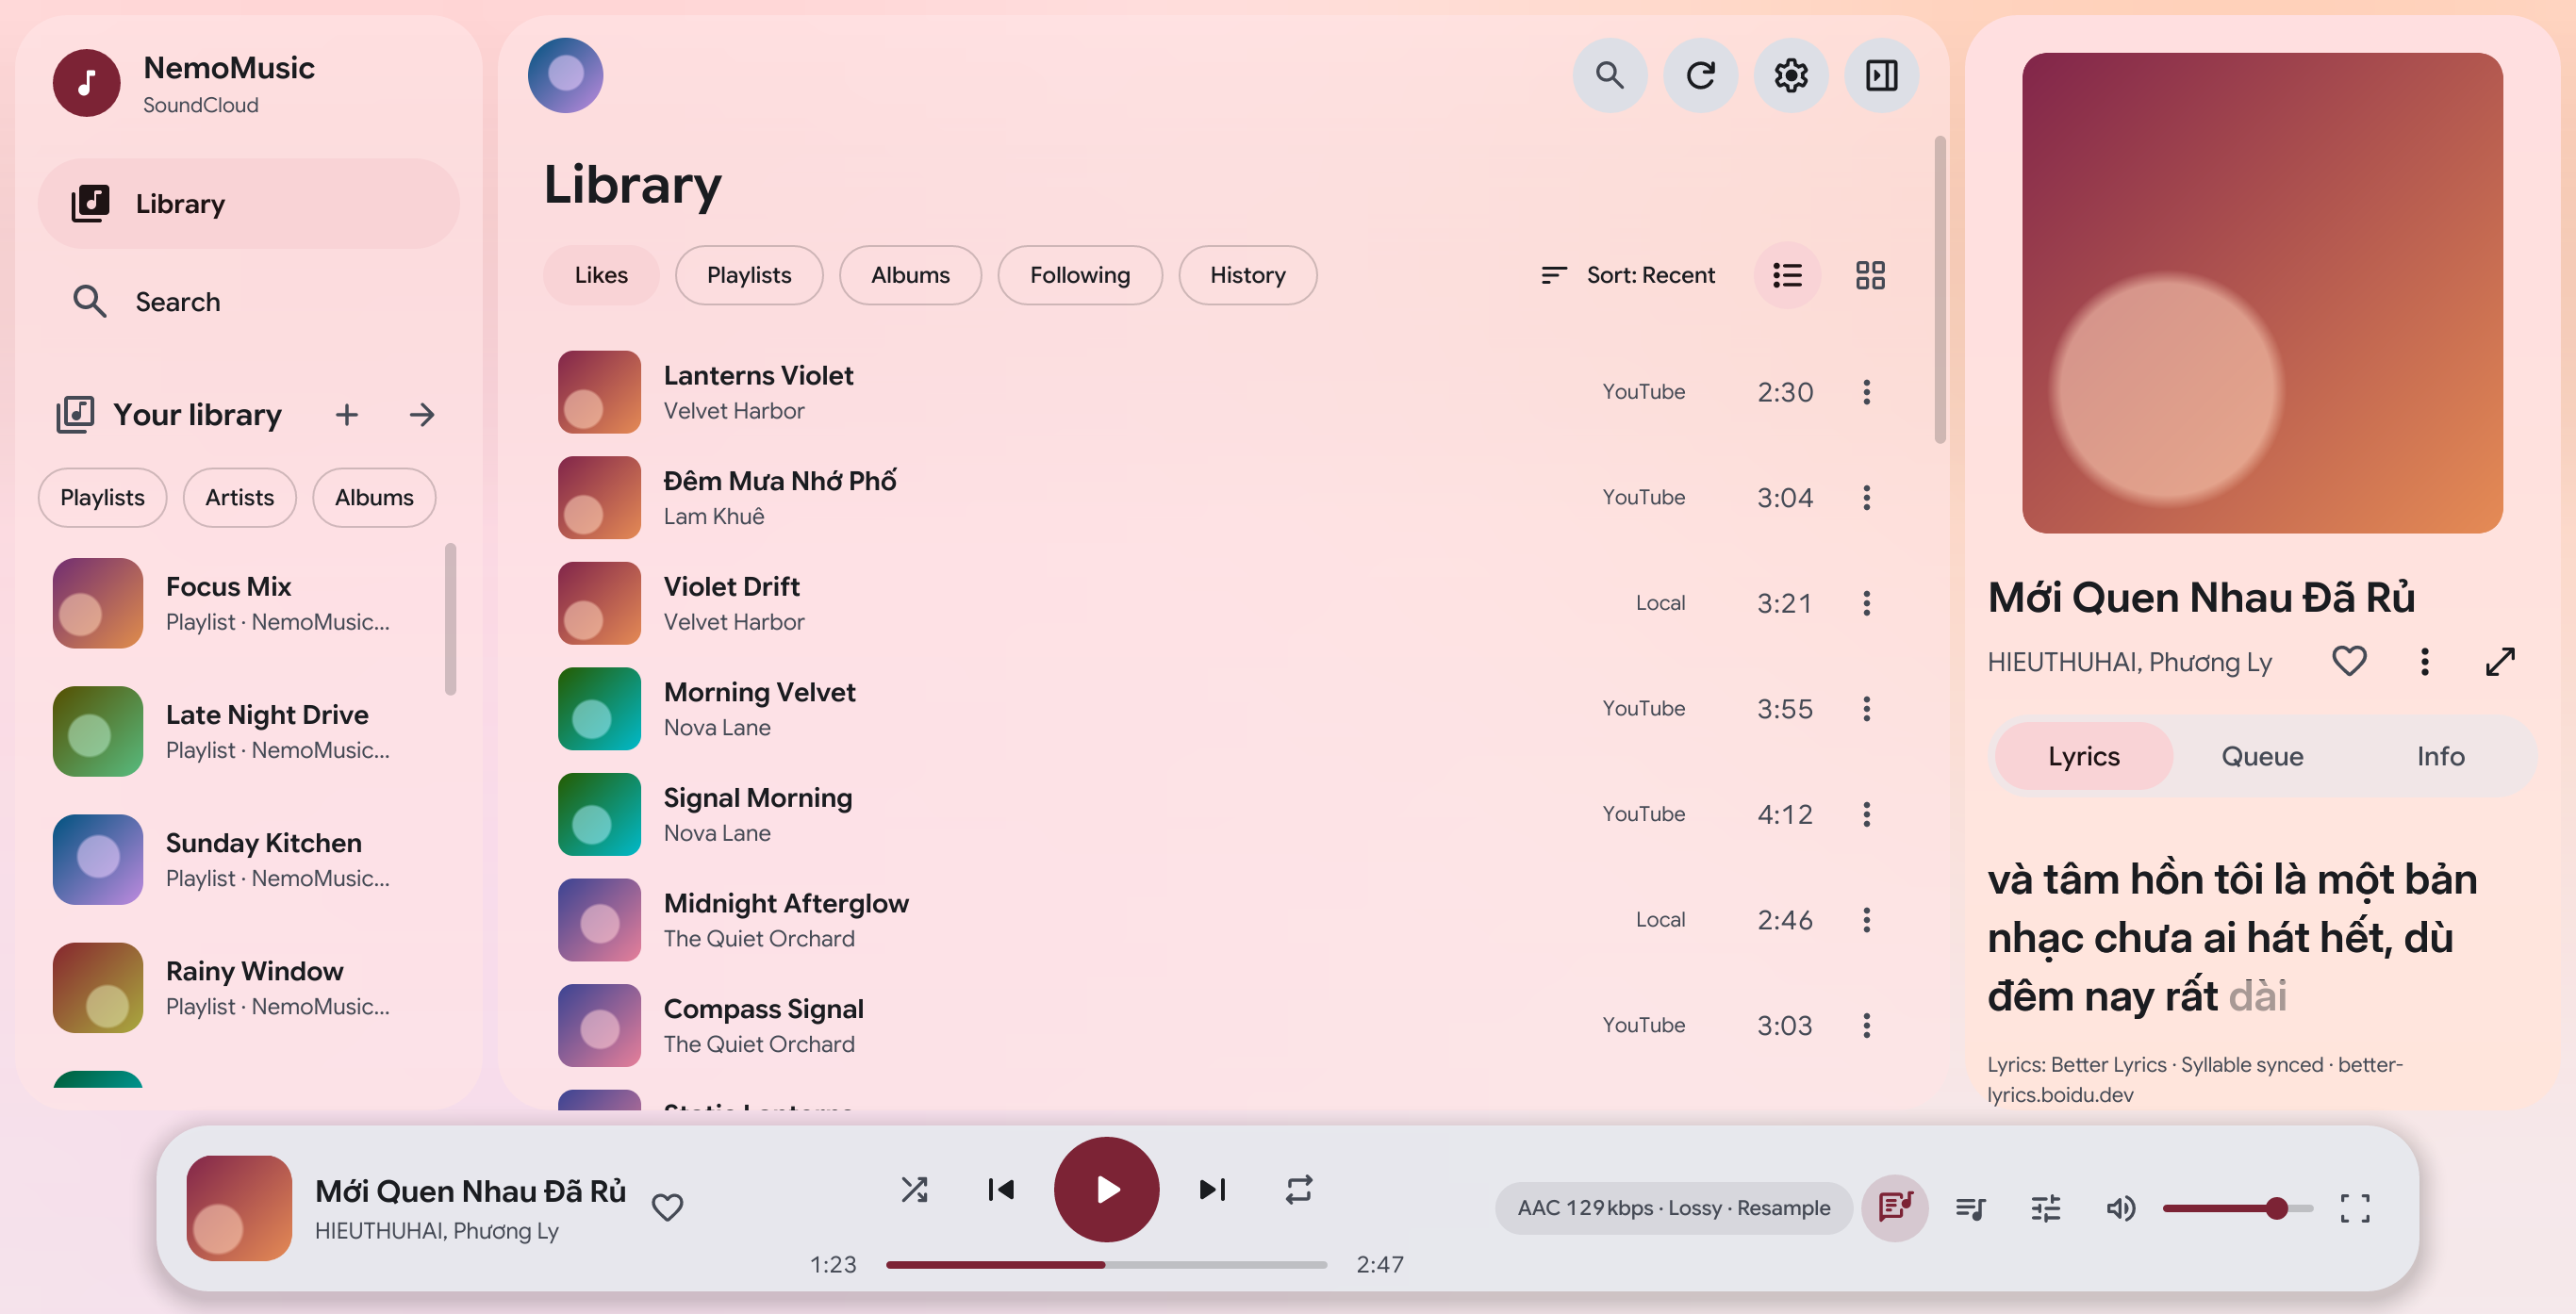 NemoMusic
SoundCloud
Library
Search
Your library
Playlists
Artists
Albums
Focus Mix
Playlist · NemoMusic...
Late Night Drive
Playlist · NemoMusic...
Sunday Kitchen
Playlist · NemoMusic...
Rainy Window
Playlist · NemoMusic...
Library
Likes
Playlists
Albums
Following
History
Sort: Recent
Lanterns Violet
Velvet Harbor
YouTube
2:30
Đêm Mưa Nhớ Phố
Lam Khuê
YouTube
3:04
Violet Drift
Velvet Harbor
Local
3:21
Morning Velvet
Nova Lane
YouTube
3:55
Signal Morning
Nova Lane
YouTube
4:12
Midnight Afterglow
The Quiet Orchard
Local
2:46
Compass Signal
The Quiet Orchard
YouTube
3:03
Mới Quen Nhau Đã Rủ
HIEUTHUHAI, Phương Ly
Lyrics
Queue
Info
và tâm hồn tôi là một bản
nhạc chưa ai hát hết, dù
đêm nay rất dài
Lyrics: Better Lyrics · Syllable synced · better-
lyrics.boidu.dev
Mới Quen Nhau Đã Rủ
HIEUTHUHAI, Phương Ly
1:23
2:47
AAC 129 kbps · Lossy · Resample